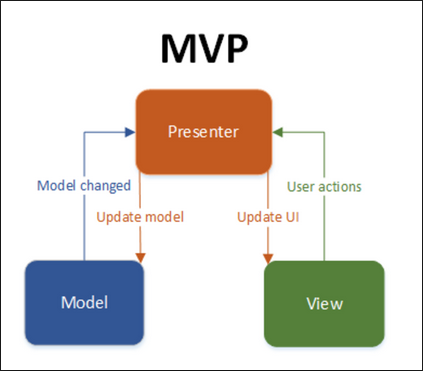 MVP
Presenter
Model changed
User actions
Update model
Update UI
Model
View